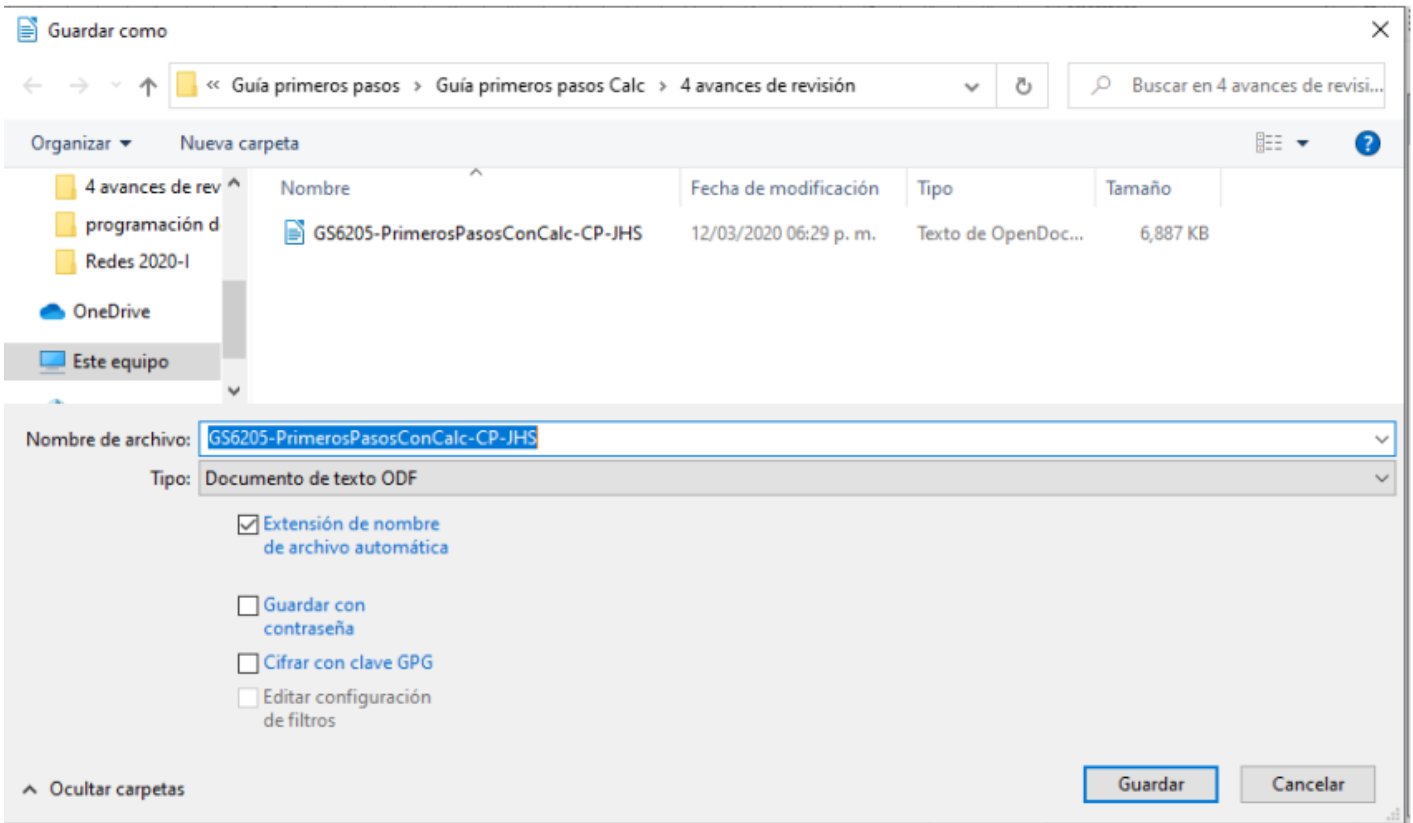 Guardar como
« Guía primeros pasos › Guía primeros pasos Calc › 4 avances de revisión
Buscar en 4 avances de revisi...
Organizar
Nueva carpeta
4 avances de rev
programación d
Redes 2020-I
OneDrive
Este equipo
Nombre Fecha de modificación Tipo Tamaño
GS6205-PrimerosPasosConCalc-CP-JHS 12/03/2020 06:29 p. m. Texto de OpenDoc... 6,887 KB
Nombre de archivo: GS6205-PrimerosPasosConCalc-CP-JHS
Tipo: Documento de texto ODF
Extensión de nombre
de archivo automática
Guardar con
contraseña
Cifrar con clave GPG
Editar configuración
de filtros
Ocultar carpetas
Guardar
Cancelar